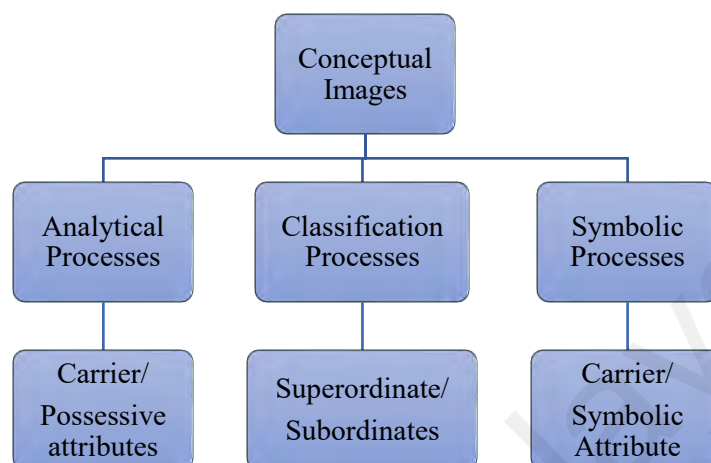 Conceptual
Images
Analytical
Processes
Classification
Processes
Symbolic
Processes
Carrier/
Possessive
attributes
Superordinate/
Subordinates
Carrier/
Symbolic
Attribute